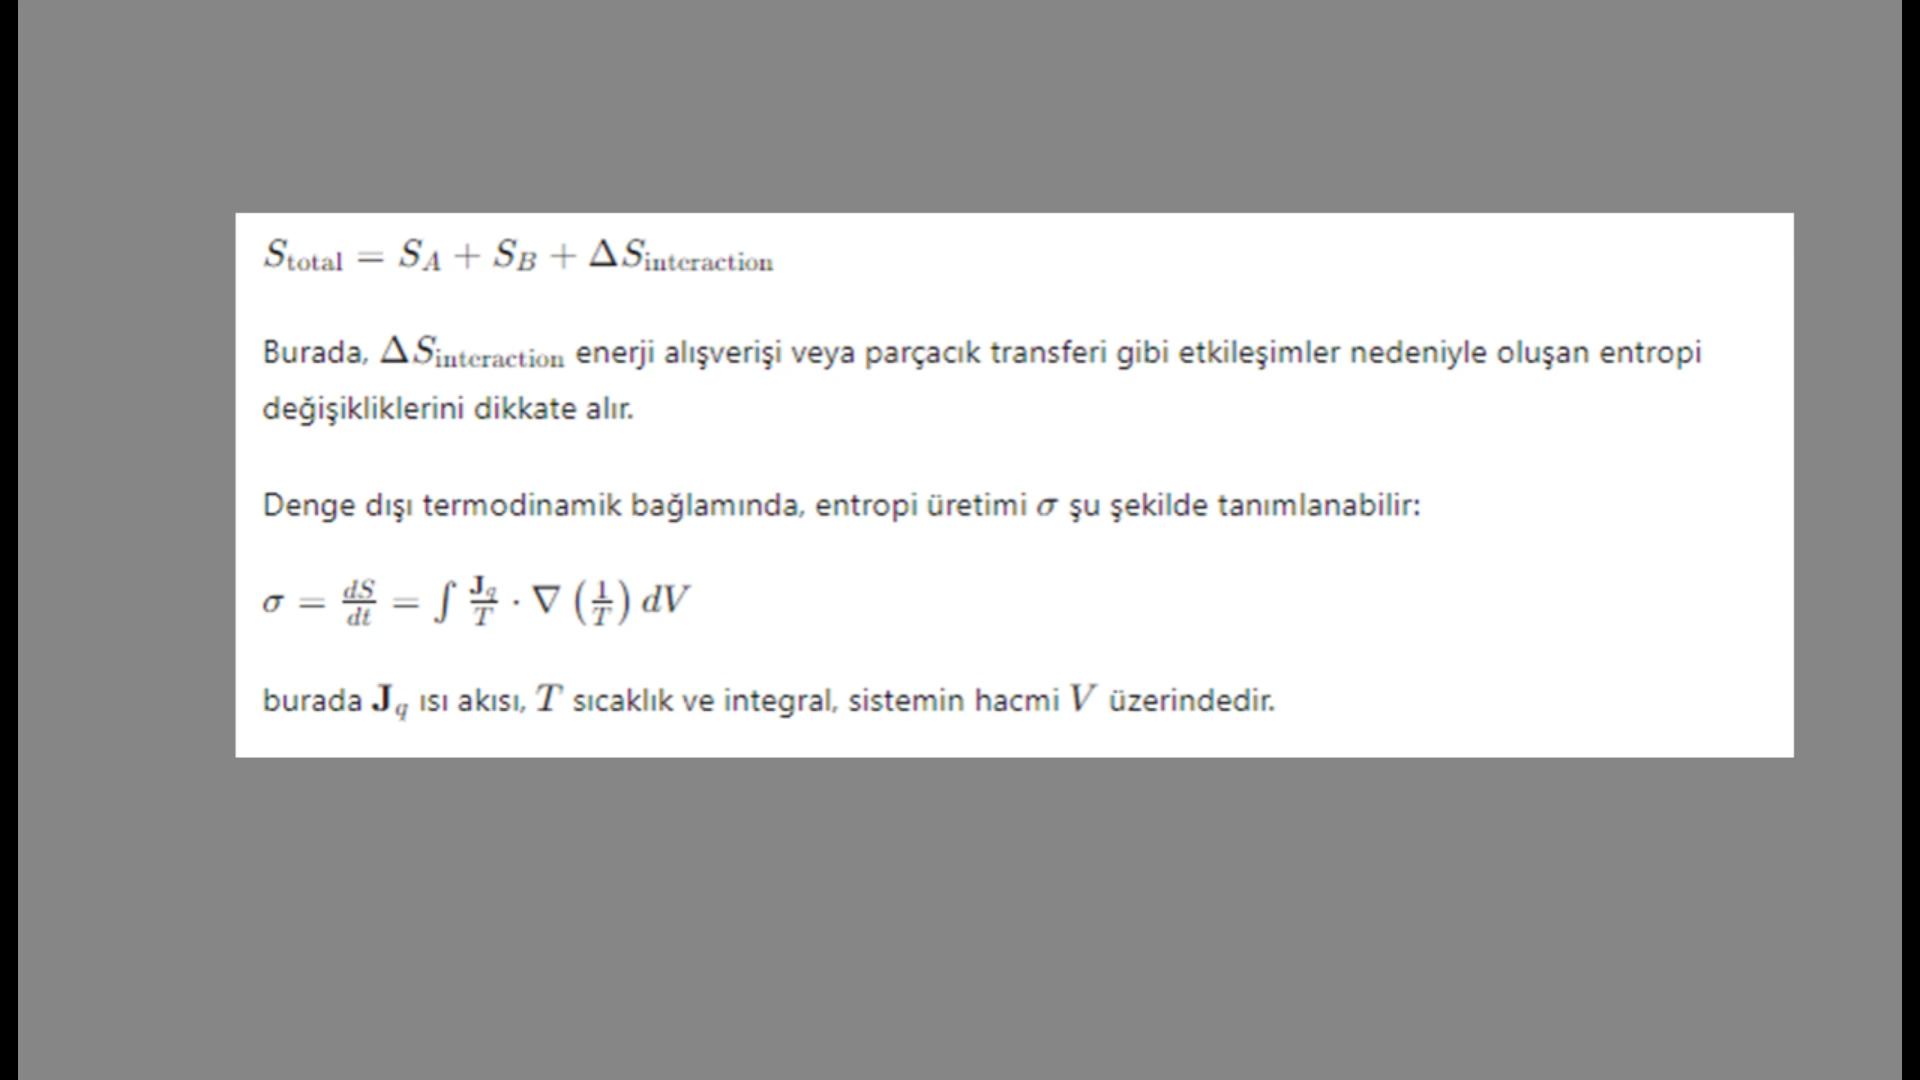 S_total = S_A + S_B + ΔS_interaction
Burada, ΔS_interaction enerji alışverişi veya parçacık transferi gibi etkileşimler nedeniyle oluşan entropi
değişikliklerini dikkate alır.
Denge dışı termodinamik bağlamında, entropi üretimi σ şu şekilde tanımlanabilir:
σ = dS/dt = ∫ J_q/T · ∇ (1/T) dV
burada J_q ısı akısı, T sıcaklık ve integral, sistemin hacmi V üzerindedir.